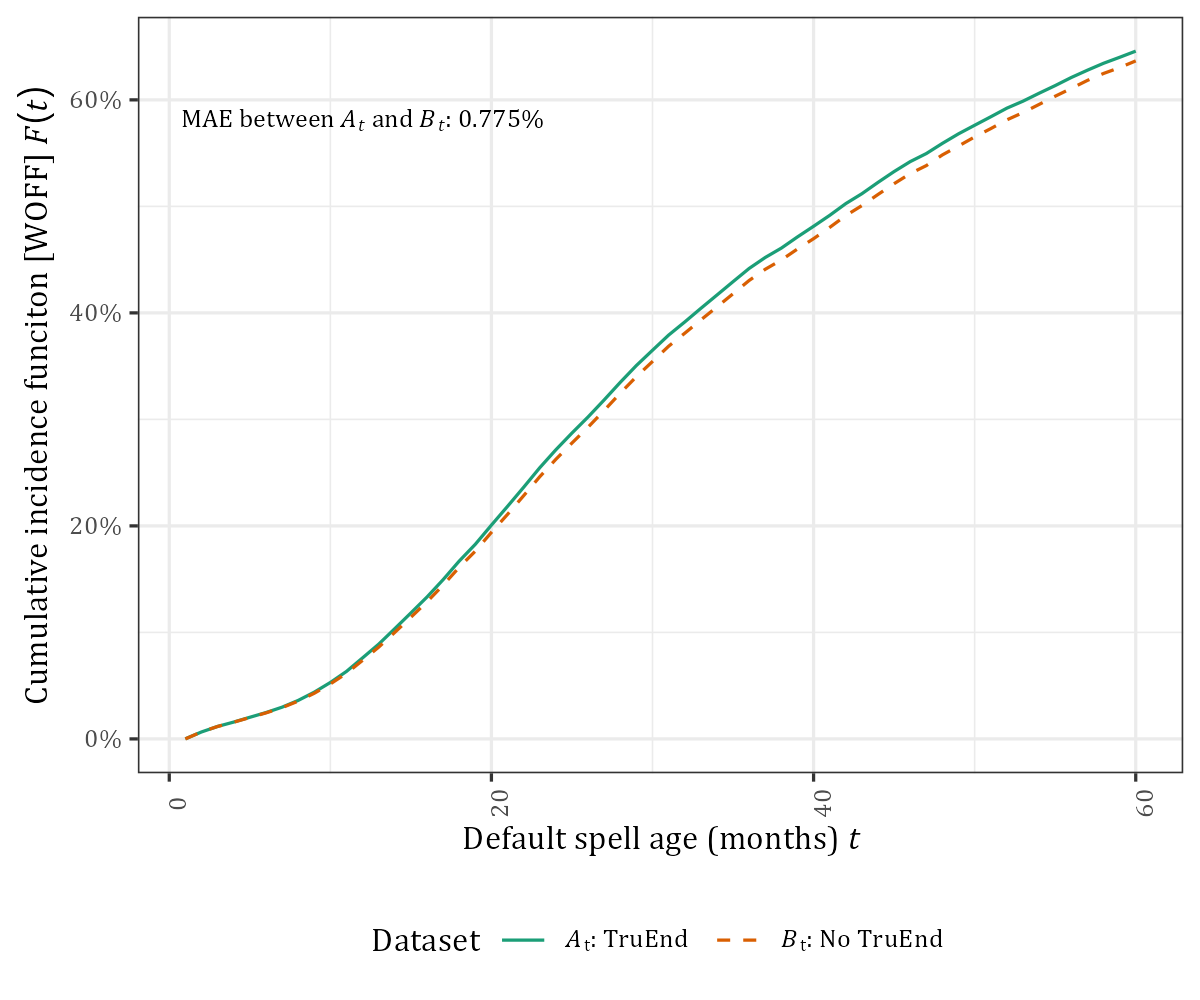 Cumulative incidence funciton [WOFF] F(t)
60%
40%
20%
0%
MAE between A_t and B_t: 0.775%
0 20 40 60
Default spell age (months) t
Dataset A_t: TruEnd B_t: No TruEnd